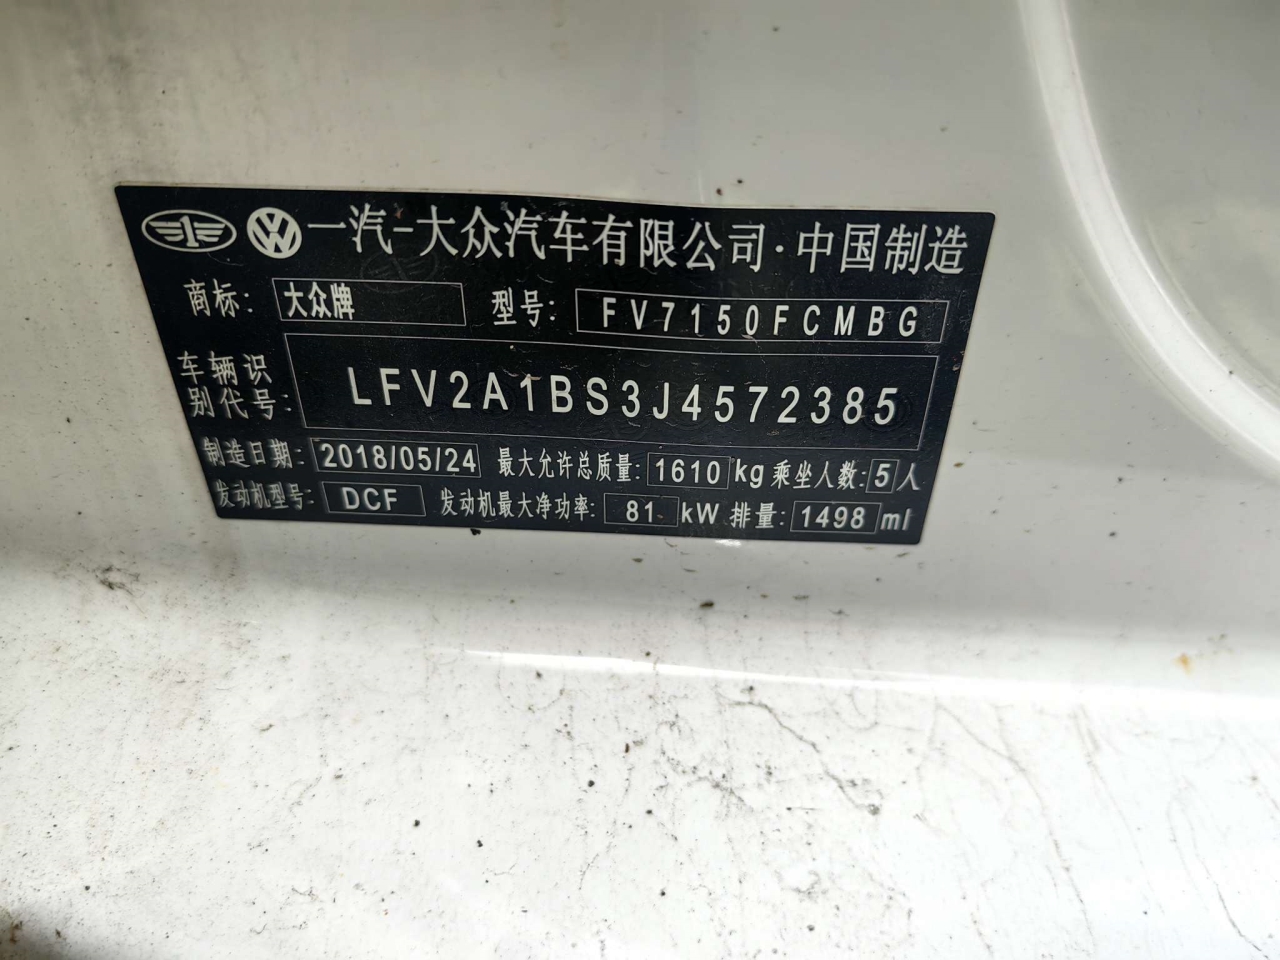 一汽-大众汽车有限公司·中国制造
商标: 大众牌 型号: FV7150FCMBG
车辆识别代号: LFV2A1BS3J4572385
制造日期: 2018/05/24 最大允许总质量: 1610 kg 乘坐人数: 5 人
发动机型号: DCF 发动机最大净功率: 81 kW 排量: 1498 ml